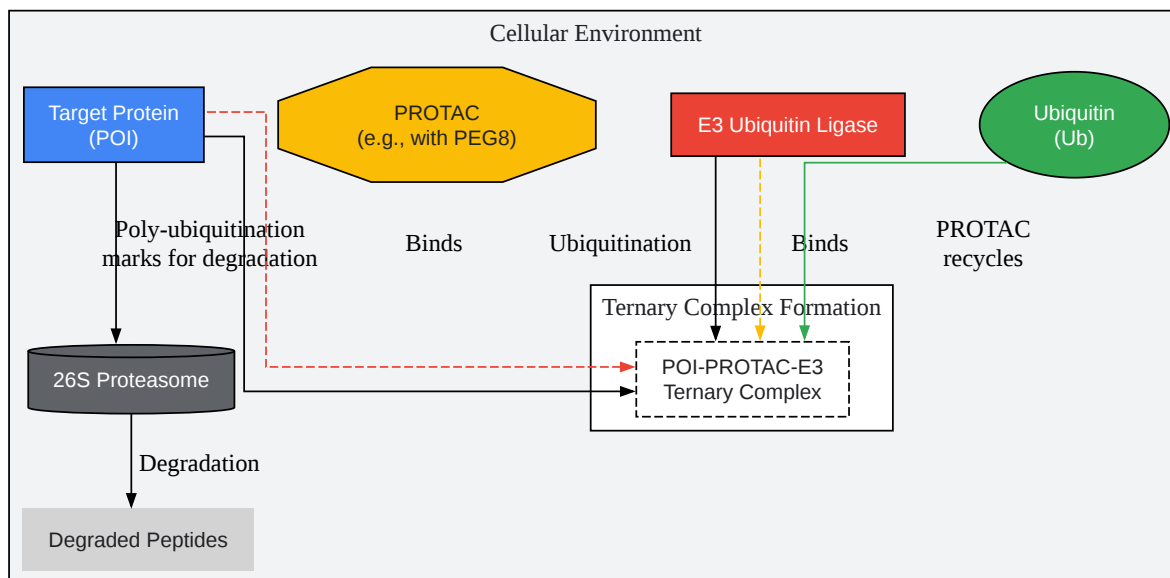 Cellular Environment
Target Protein
(POI)
PROTAC
(e.g., with PEG8)
E3 Ubiquitin Ligase
Ubiquitin
(Ub)
Poly-ubiquitination
marks for degradation
Binds
Ubiquitination
Binds
PROTAC
recycles
Ternary Complex Formation
POI-PROTAC-E3
Ternary Complex
26S Proteasome
Degradation
Degraded Peptides